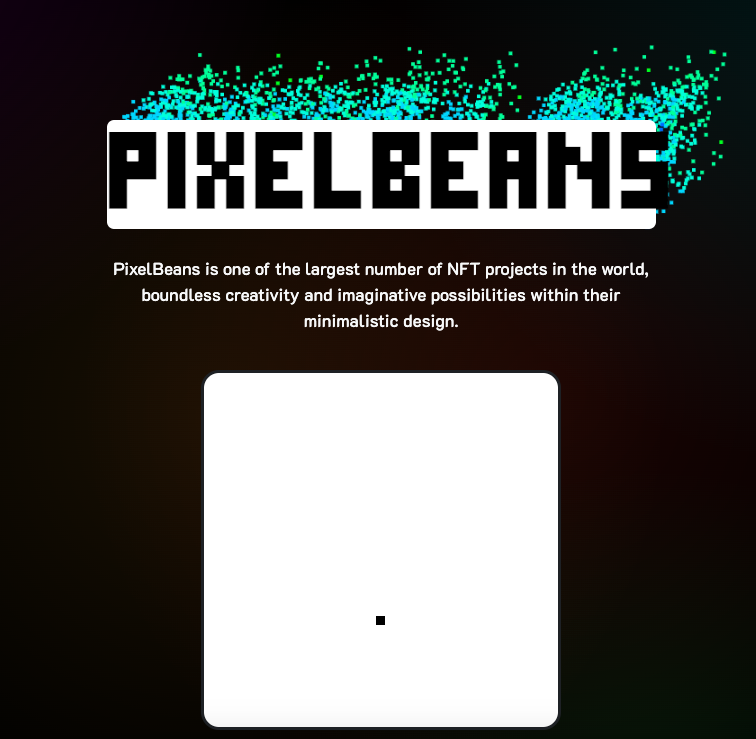 PIXELBEANS
PixelBeans is one of the largest number of NFT projects in the world,
boundless creativity and imaginative possibilities within their
minimalistic design.